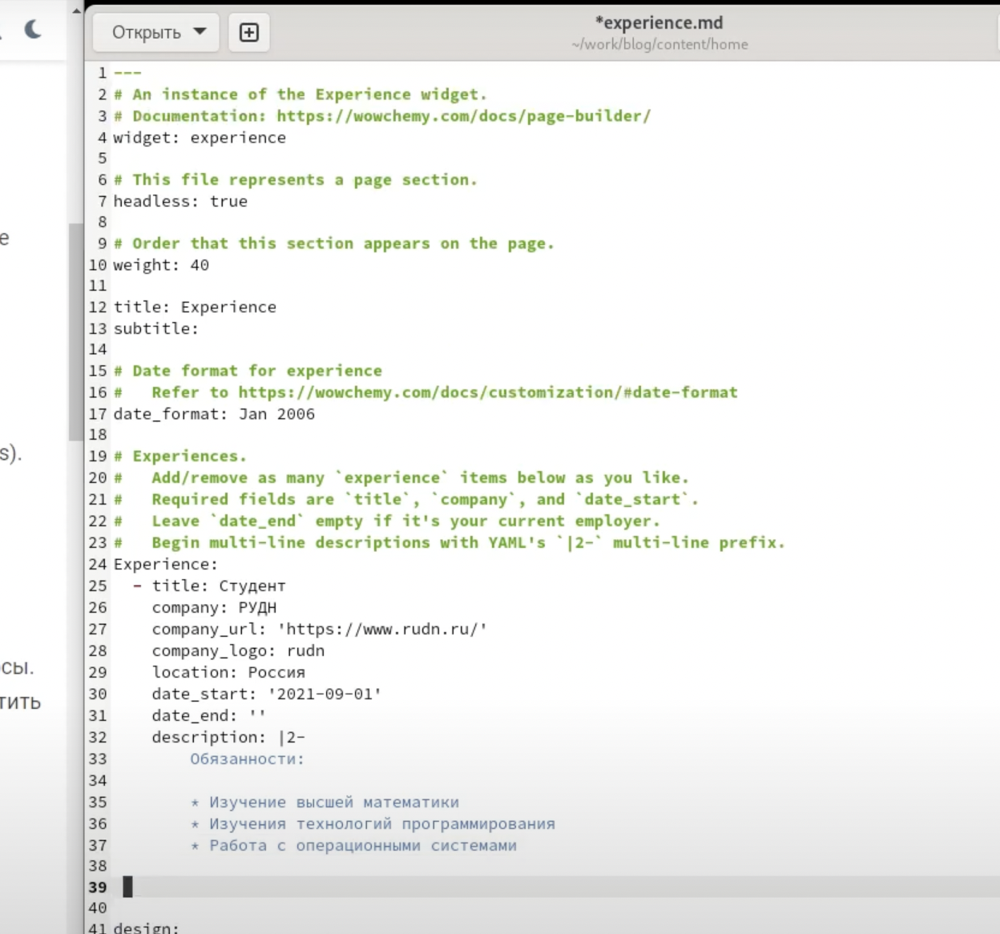 Открыть
*experience.md
~/work/blog/content/home
е
s).
сы.
тить
1 ---
2 # An instance of the Experience widget.
3 # Documentation: https://wowchemy.com/docs/page-builder/
4 widget: experience
5
6 # This file represents a page section.
7 headless: true
8
9 # Order that this section appears on the page.
10 weight: 40
11
12 title: Experience
13 subtitle:
14
15 # Date format for experience
16 #   Refer to https://wowchemy.com/docs/customization/#date-format
17 date_format: Jan 2006
18
19 # Experiences.
20 #   Add/remove as many `experience` items below as you like.
21 #   Required fields are `title`, `company`, and `date_start`.
22 #   Leave `date_end` empty if it's your current employer.
23 #   Begin multi-line descriptions with YAML's `|2-` multi-line prefix.
24 Experience:
25   - title: Студент
26     company: РУДН
27     company_url: 'https://www.rudn.ru/'
28     company_logo: rudn
29     location: Россия
30     date_start: '2021-09-01'
31     date_end: ''
32     description: |2-
33         Обязанности:
34
35         * Изучение высшей математики
36         * Изучения технологий программирования
37         * Работа с операционными системами
38
39
40
41 design: